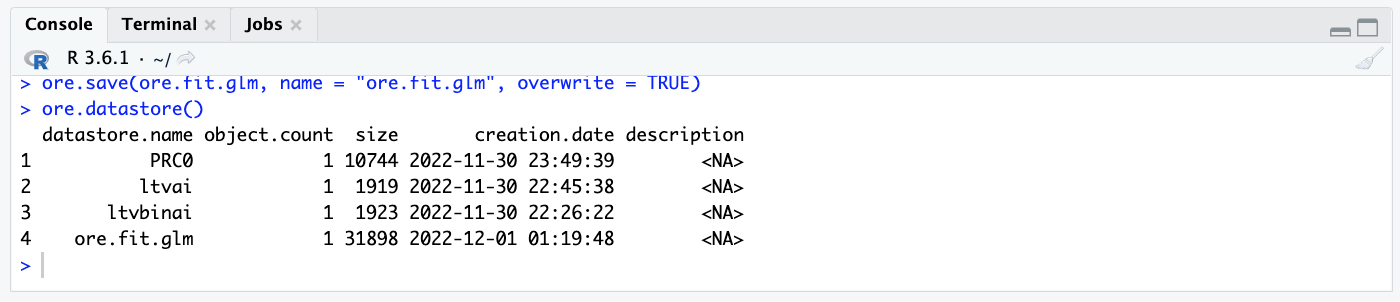 Console Terminal Jobs
R 3.6.1 · ~/
> ore.save(ore.fit.glm, name = "ore.fit.glm", overwrite = TRUE)
> ore.datastore()
datastore.name object.count size creation.date description
1 PRC0 1 10744 2022-11-30 23:49:39 <NA>
2 ltvai 1 1919 2022-11-30 22:45:38 <NA>
3 ltvbinai 1 1923 2022-11-30 22:26:22 <NA>
4 ore.fit.glm 1 31898 2022-12-01 01:19:48 <NA>
>